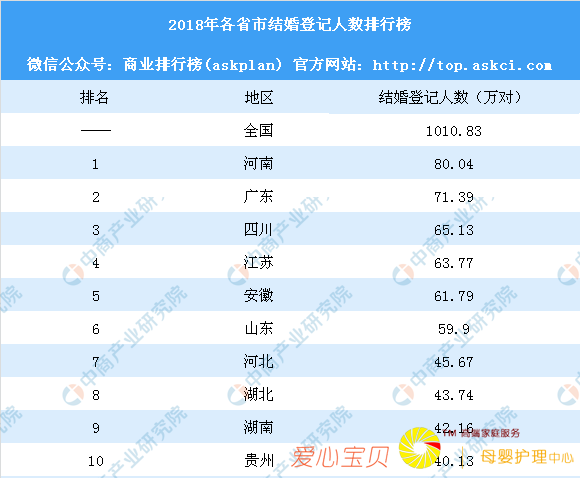 2018年各省市结婚登记人数排行榜
微信公众号：商业排行榜(askplan) 官方网站：http://top.askci.com
排名 地区 结婚登记人数（万对）
—— 全国 1010.83
1 河南 80.04
2 广东 71.39
3 四川 65.13
4 江苏 63.77
5 安徽 61.79
6 山东 59.9
7 河北 45.67
8 湖北 43.74
9 湖南 42.16
10 贵州 40.13
中商产业研究院
爱心宝贝
TM 高端家庭服务
母婴护理中心